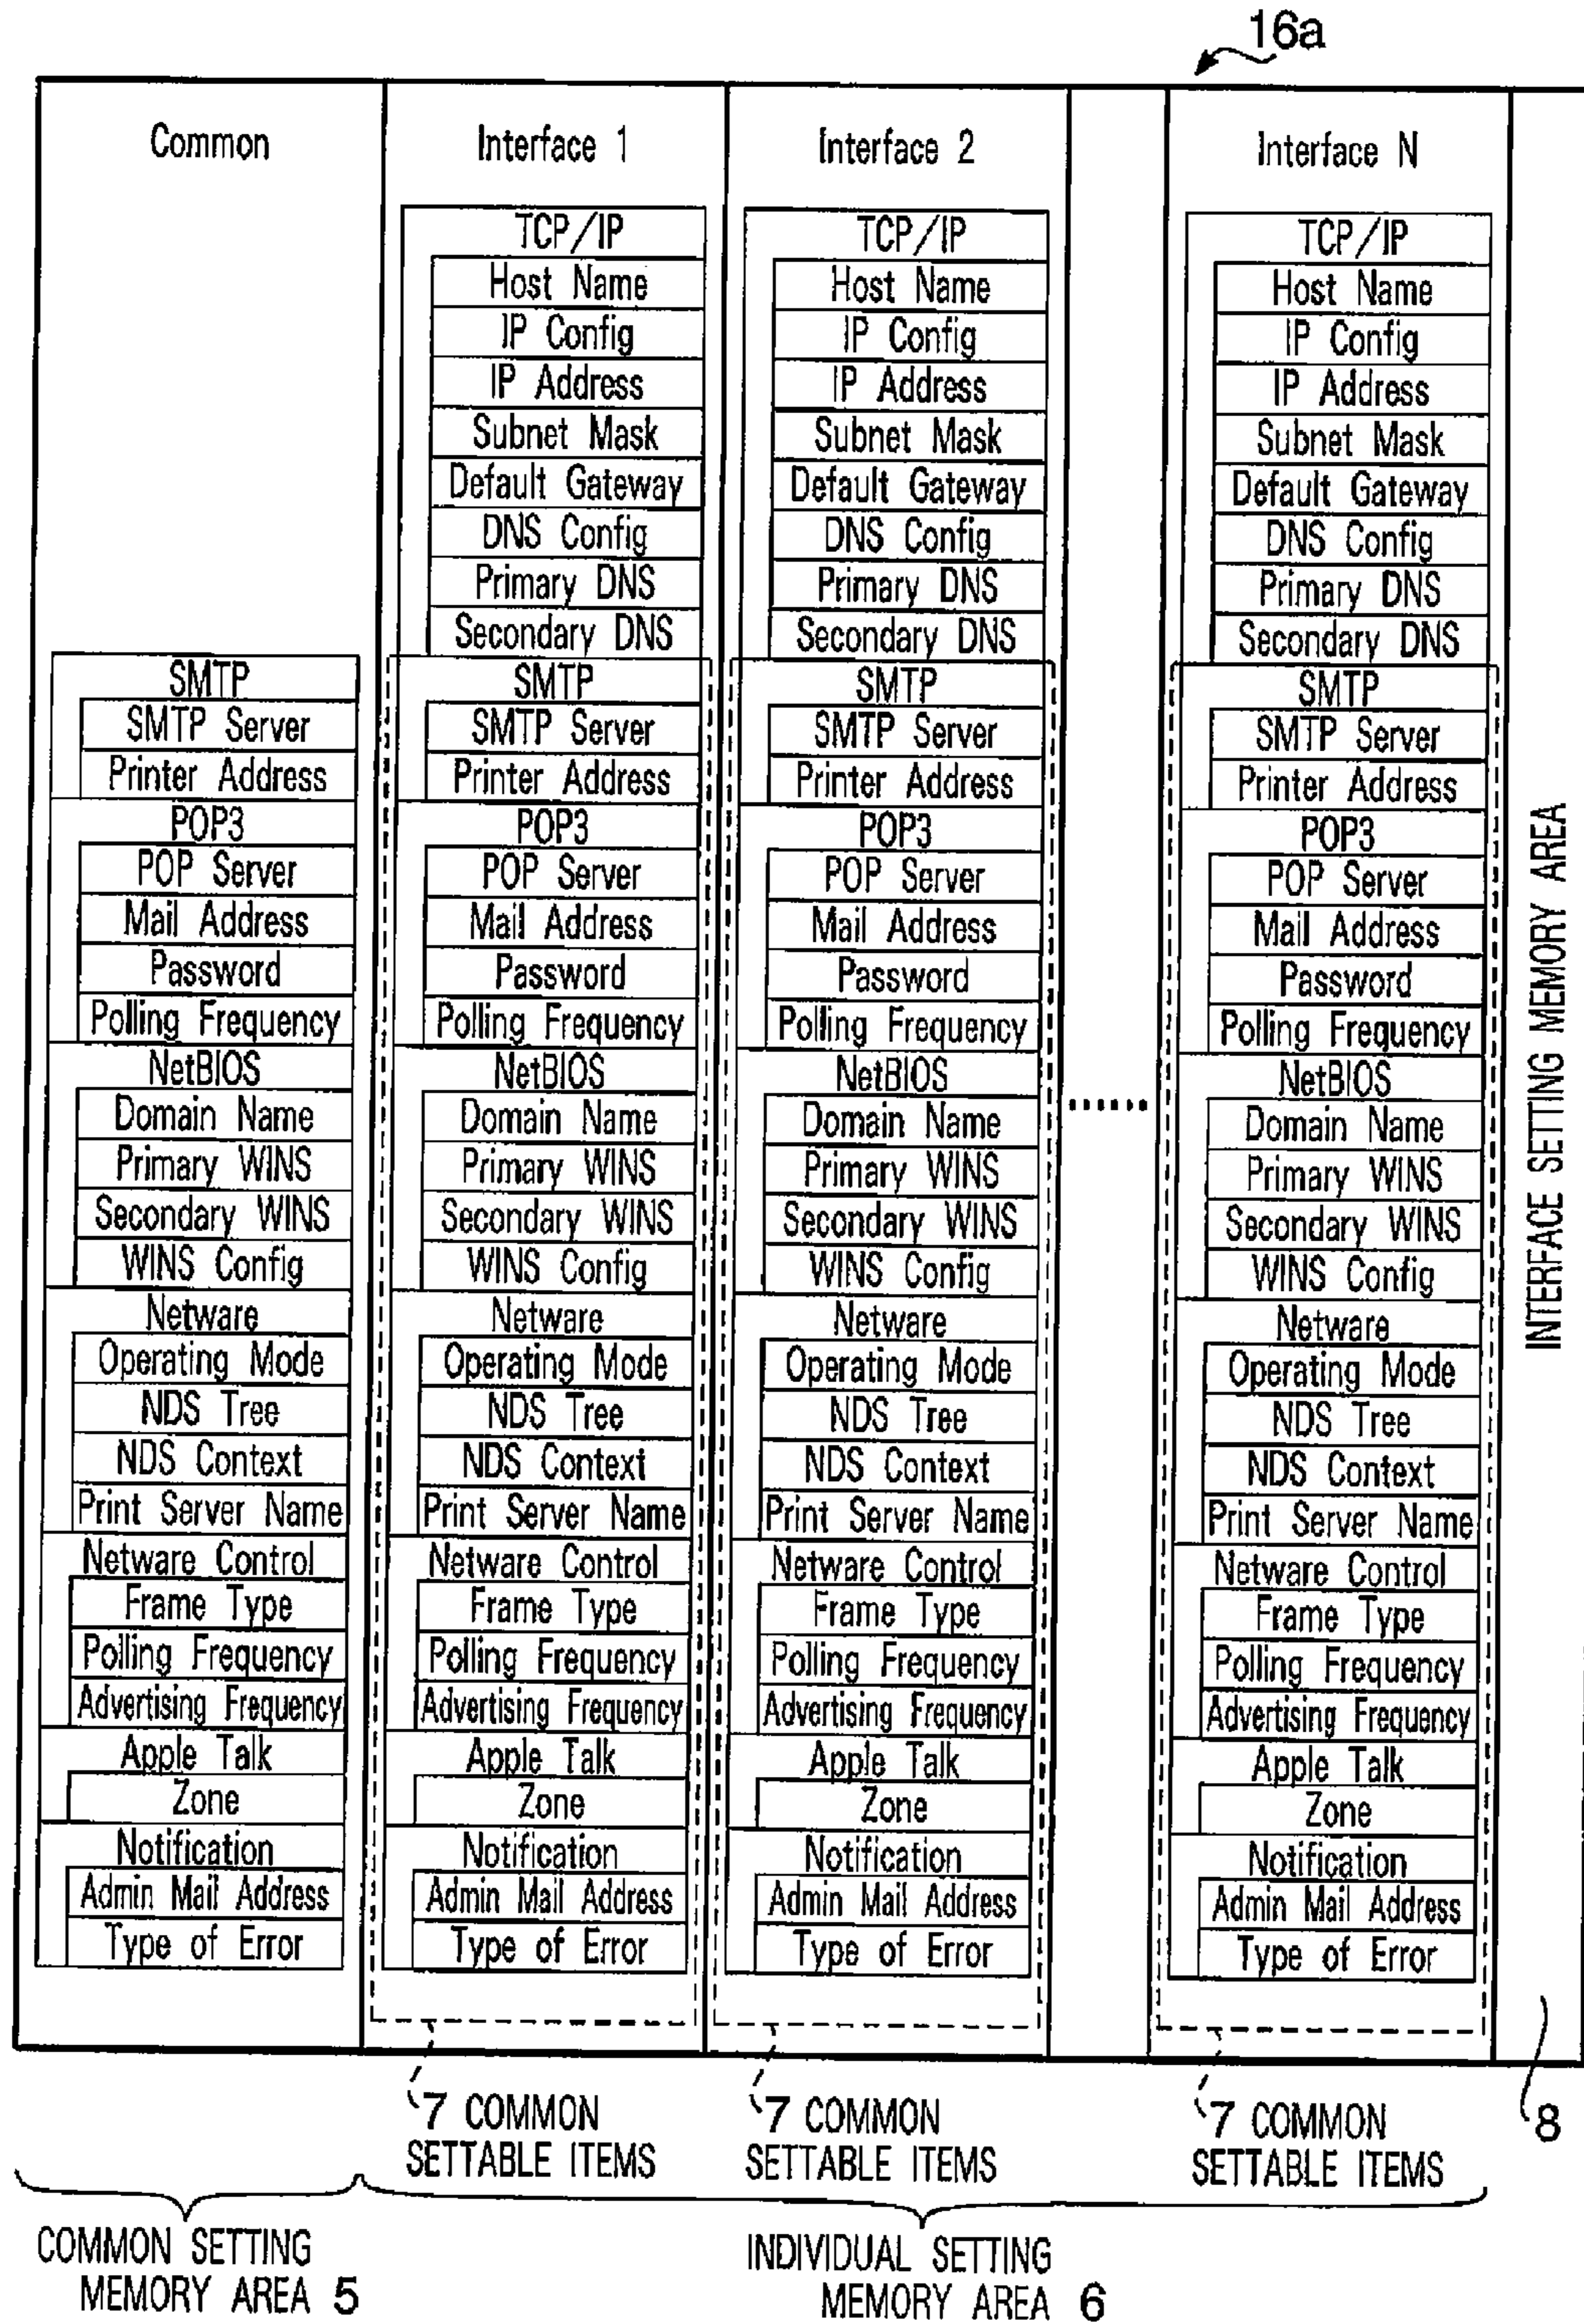 16a
Common
Interface 1
Interface 2
Interface N
TCP/IP
Host Name
IP Config
IP Address
Subnet Mask
Default Gateway
DNS Config
Primary DNS
Secondary DNS
TCP/IP
Host Name
IP Config
IP Address
Subnet Mask
Default Gateway
DNS Config
Primary DNS
Secondary DNS
TCP/IP
Host Name
IP Config
IP Address
Subnet Mask
Default Gateway
DNS Config
Primary DNS
Secondary DNS
SMTP
SMTP Server
Printer Address
POP3
POP Server
Mail Address
Password
Polling Frequency
NetBIOS
Domain Name
Primary WINS
Secondary WINS
WINS Config
Netware
Operating Mode
NDS Tree
NDS Context
Print Server Name
Netware Control
Frame Type
Polling Frequency
Advertising Frequency
Apple Talk
Zone
Notification
Admin Mail Address
Type of Error
SMTP
SMTP Server
Printer Address
POP3
POP Server
Mail Address
Password
Polling Frequency
NetBIOS
Domain Name
Primary WINS
Secondary WINS
WINS Config
Netware
Operating Mode
NDS Tree
NDS Context
Print Server Name
Netware Control
Frame Type
Polling Frequency
Advertising Frequency
Apple Talk
Zone
Notification
Admin Mail Address
Type of Error
SMTP
SMTP Server
Printer Address
POP3
POP Server
Mail Address
Password
Polling Frequency
NetBIOS
Domain Name
Primary WINS
Secondary WINS
WINS Config
Netware
Operating Mode
NDS Tree
NDS Context
Print Server Name
Netware Control
Frame Type
Polling Frequency
Advertising Frequency
Apple Talk
Zone
Notification
Admin Mail Address
Type of Error
......
SMTP
SMTP Server
Printer Address
POP3
POP Server
Mail Address
Password
Polling Frequency
NetBIOS
Domain Name
Primary WINS
Secondary WINS
WINS Config
Netware
Operating Mode
NDS Tree
NDS Context
Print Server Name
Netware Control
Frame Type
Polling Frequency
Advertising Frequency
Apple Talk
Zone
Notification
Admin Mail Address
Type of Error
INTERFACE SETTING MEMORY AREA
8
7 COMMON
SETTABLE ITEMS
7 COMMON
SETTABLE ITEMS
7 COMMON
SETTABLE ITEMS
COMMON SETTING
MEMORY AREA 5
INDIVIDUAL SETTING
MEMORY AREA 6